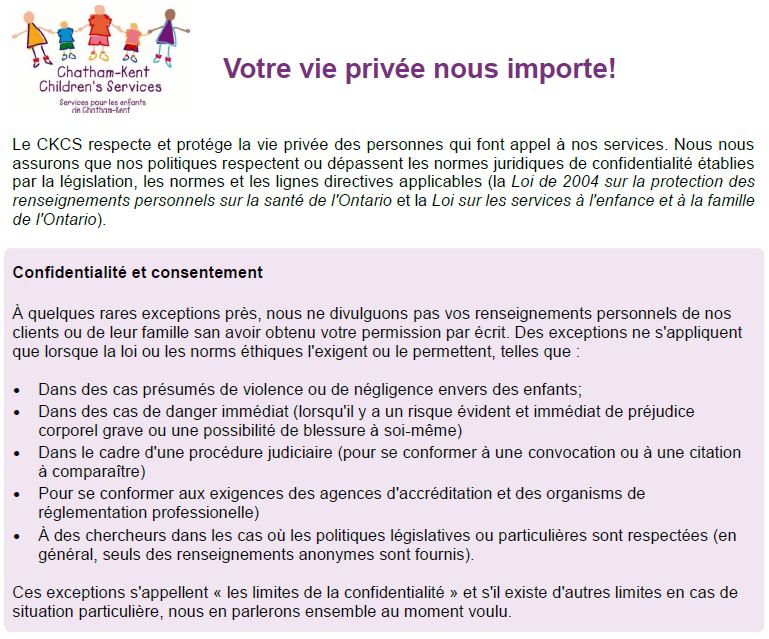 Chatham-Kent
Children's Services
Services pour les enfants
de Chatham-Kent
Votre vie privée nous importe!
Le CKCS respecte et protége la vie privée des personnes qui font appel à nos services. Nous nous
assurons que nos politiques respectent ou dépassent les normes juridiques de confidentialité établies
par la législation, les normes et les lignes directives applicables (la Loi de 2004 sur la protection des
renseignements personnels sur la santé de l'Ontario et la Loi sur les services à l'enfance et à la famille
de l'Ontario).
Confidentialité et consentement
À quelques rares exceptions près, nous ne divulguons pas vos renseignements personnels de nos
clients ou de leur famille san avoir obtenu votre permission par écrit. Des exceptions ne s'appliquent
que lorsque la loi ou les norms éthiques l'exigent ou le permettent, telles que :
• Dans des cas présumés de violence ou de négligence envers des enfants;
• Dans des cas de danger immédiat (lorsqu'il y a un risque évident et immédiat de préjudice
corporel grave ou une possibilité de blessure à soi-même)
• Dans le cadre d'une procédure judiciaire (pour se conformer à une convocation ou à une citation
à comparaître)
• Pour se conformer aux exigences des agences d'accréditation et des organisms de
réglementation professionelle)
• À des chercheurs dans les cas où les politiques législatives ou particulières sont respectées (en
général, seuls des renseignements anonymes sont fournis).
Ces exceptions s'appellent « les limites de la confidentialité » et s'il existe d'autres limites en cas de
situation particulière, nous en parlerons ensemble au moment voulu.